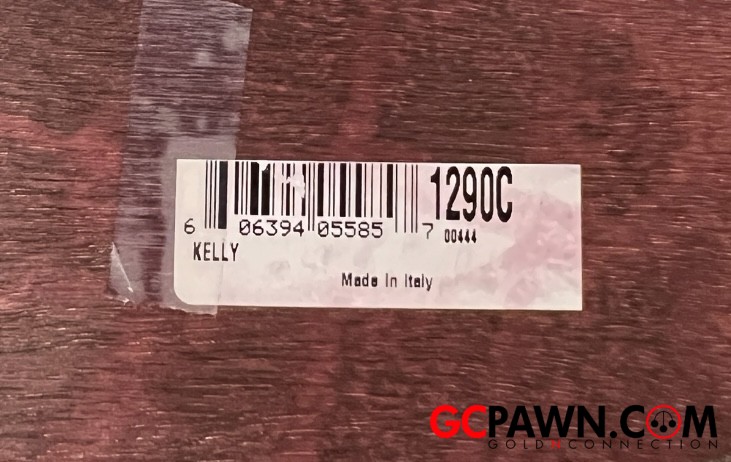 1290C
6 06394 05585 7 00444
KELLY
Made In Italy
GCPAWN.COM
GOLD N CONNECTION